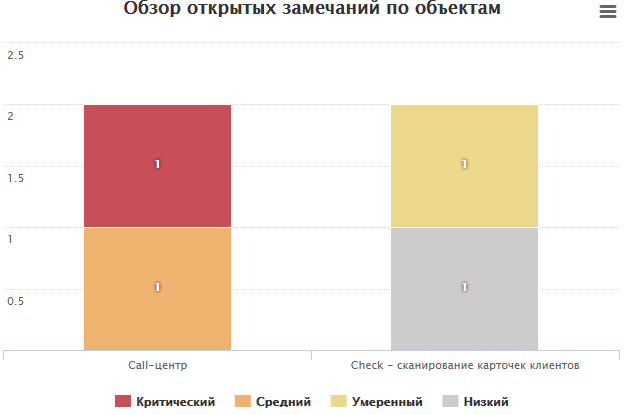 Обзор открытых замечаний по объектам
2.5
2
1.5
1
0.5
1
1
1
1
Call-центр
Check - сканирование карточек клиентов
Критический Средний Умеренный Низкий